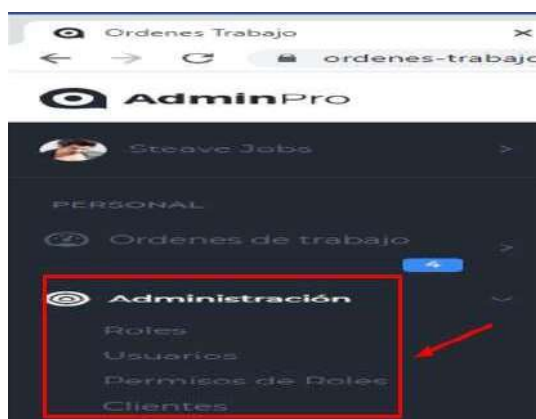 Ordenes Trabajo
ordenes-trabajo
AdminPro
Steave Jobs
PERSONAL
Ordenes de trabajo
4
Administración
Roles
Usuarios
Permisos de Roles
Clientes